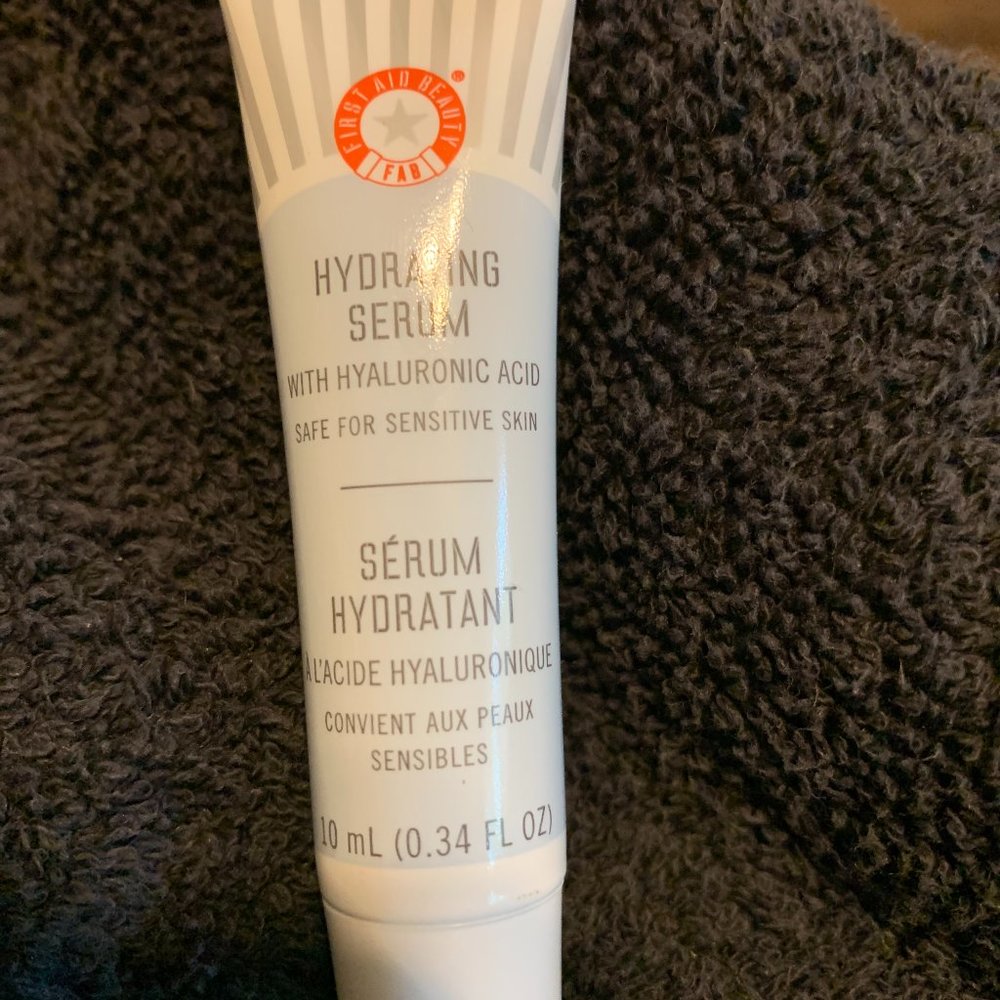 FIRST AID BEAUTY
®
FAB
HYDRATING
SERUM
WITH HYALURONIC ACID
SAFE FOR SENSITIVE SKIN
SÉRUM
HYDRATANT
À L'ACIDE HYALURONIQUE
CONVIENT AUX PEAUX
SENSIBLES
10 mL (0.34 FL OZ)